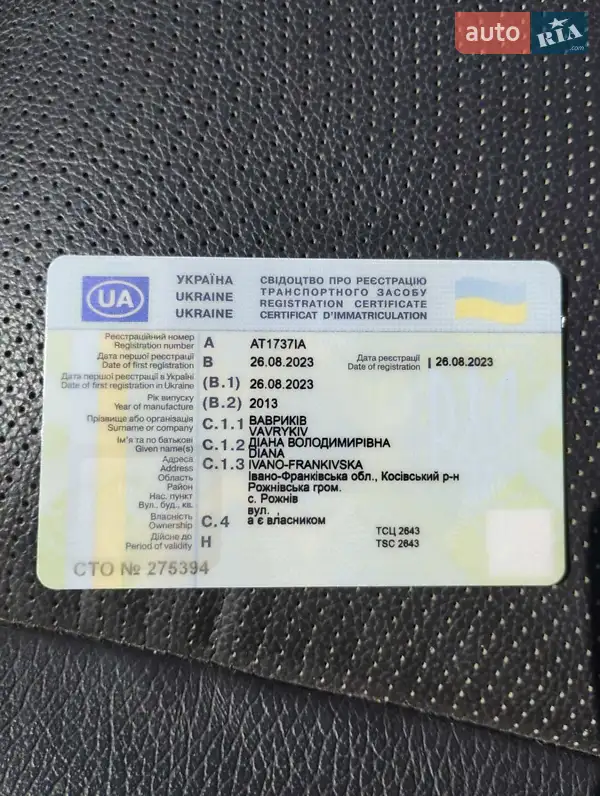 auto RIA .com
UA
УКРАЇНА
UKRAINE
UKRAINE
СВІДОЦТВО ПРО РЕЄСТРАЦІЮ
ТРАНСПОРТНОГО ЗАСОБУ
REGISTRATION CERTIFICATE
CERTIFICAT D'IMMATRICULATION
Реєстраційний номер
Registration number A AT1737IA
Дата першої реєстрації
Date of first registration B 26.08.2023 Дата реєстрації
Date of registration I 26.08.2023
Дата першої реєстрації в Україні
Date of first registration in Ukraine (B.1) 26.08.2023
Рік випуску
Year of manufacture (B.2) 2013
Прізвище або організація
Surname or company C.1.1 ВАВРИКІВ
VAVRYKIV
Ім'я та по батькові
Given name(s) C.1.2 ДІАНА ВОЛОДИМИРІВНА
DIANA
Адреса
Address C.1.3 IVANO-FRANKIVSKA
Область Івано-Франківська обл., Косівський р-н
Район Рожнівська гром.
Нас. пункт с. Рожнів
Вул., буд., кв. вул. ,
Власність
Ownership C.4 а є власником
Дійсне до
Period of validity H
ТСЦ 2643
TSC 2643
СТО № 275394